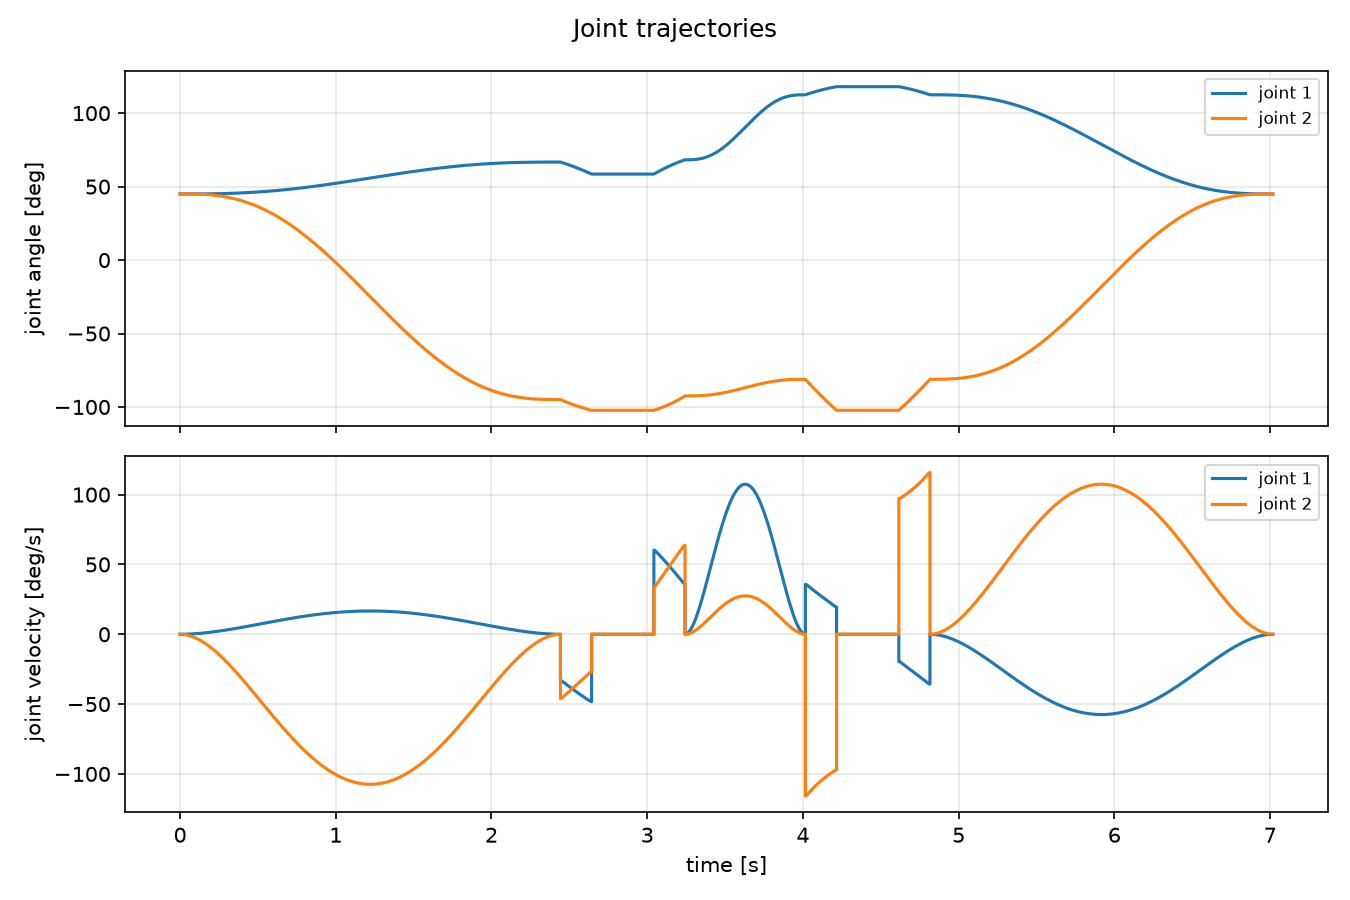 Joint trajectories
joint angle [deg]
100
50
0
−50
−100
joint 1
joint 2
joint velocity [deg/s]
100
50
0
−50
−100
joint 1
joint 2
0 1 2 3 4 5 6 7
time [s]